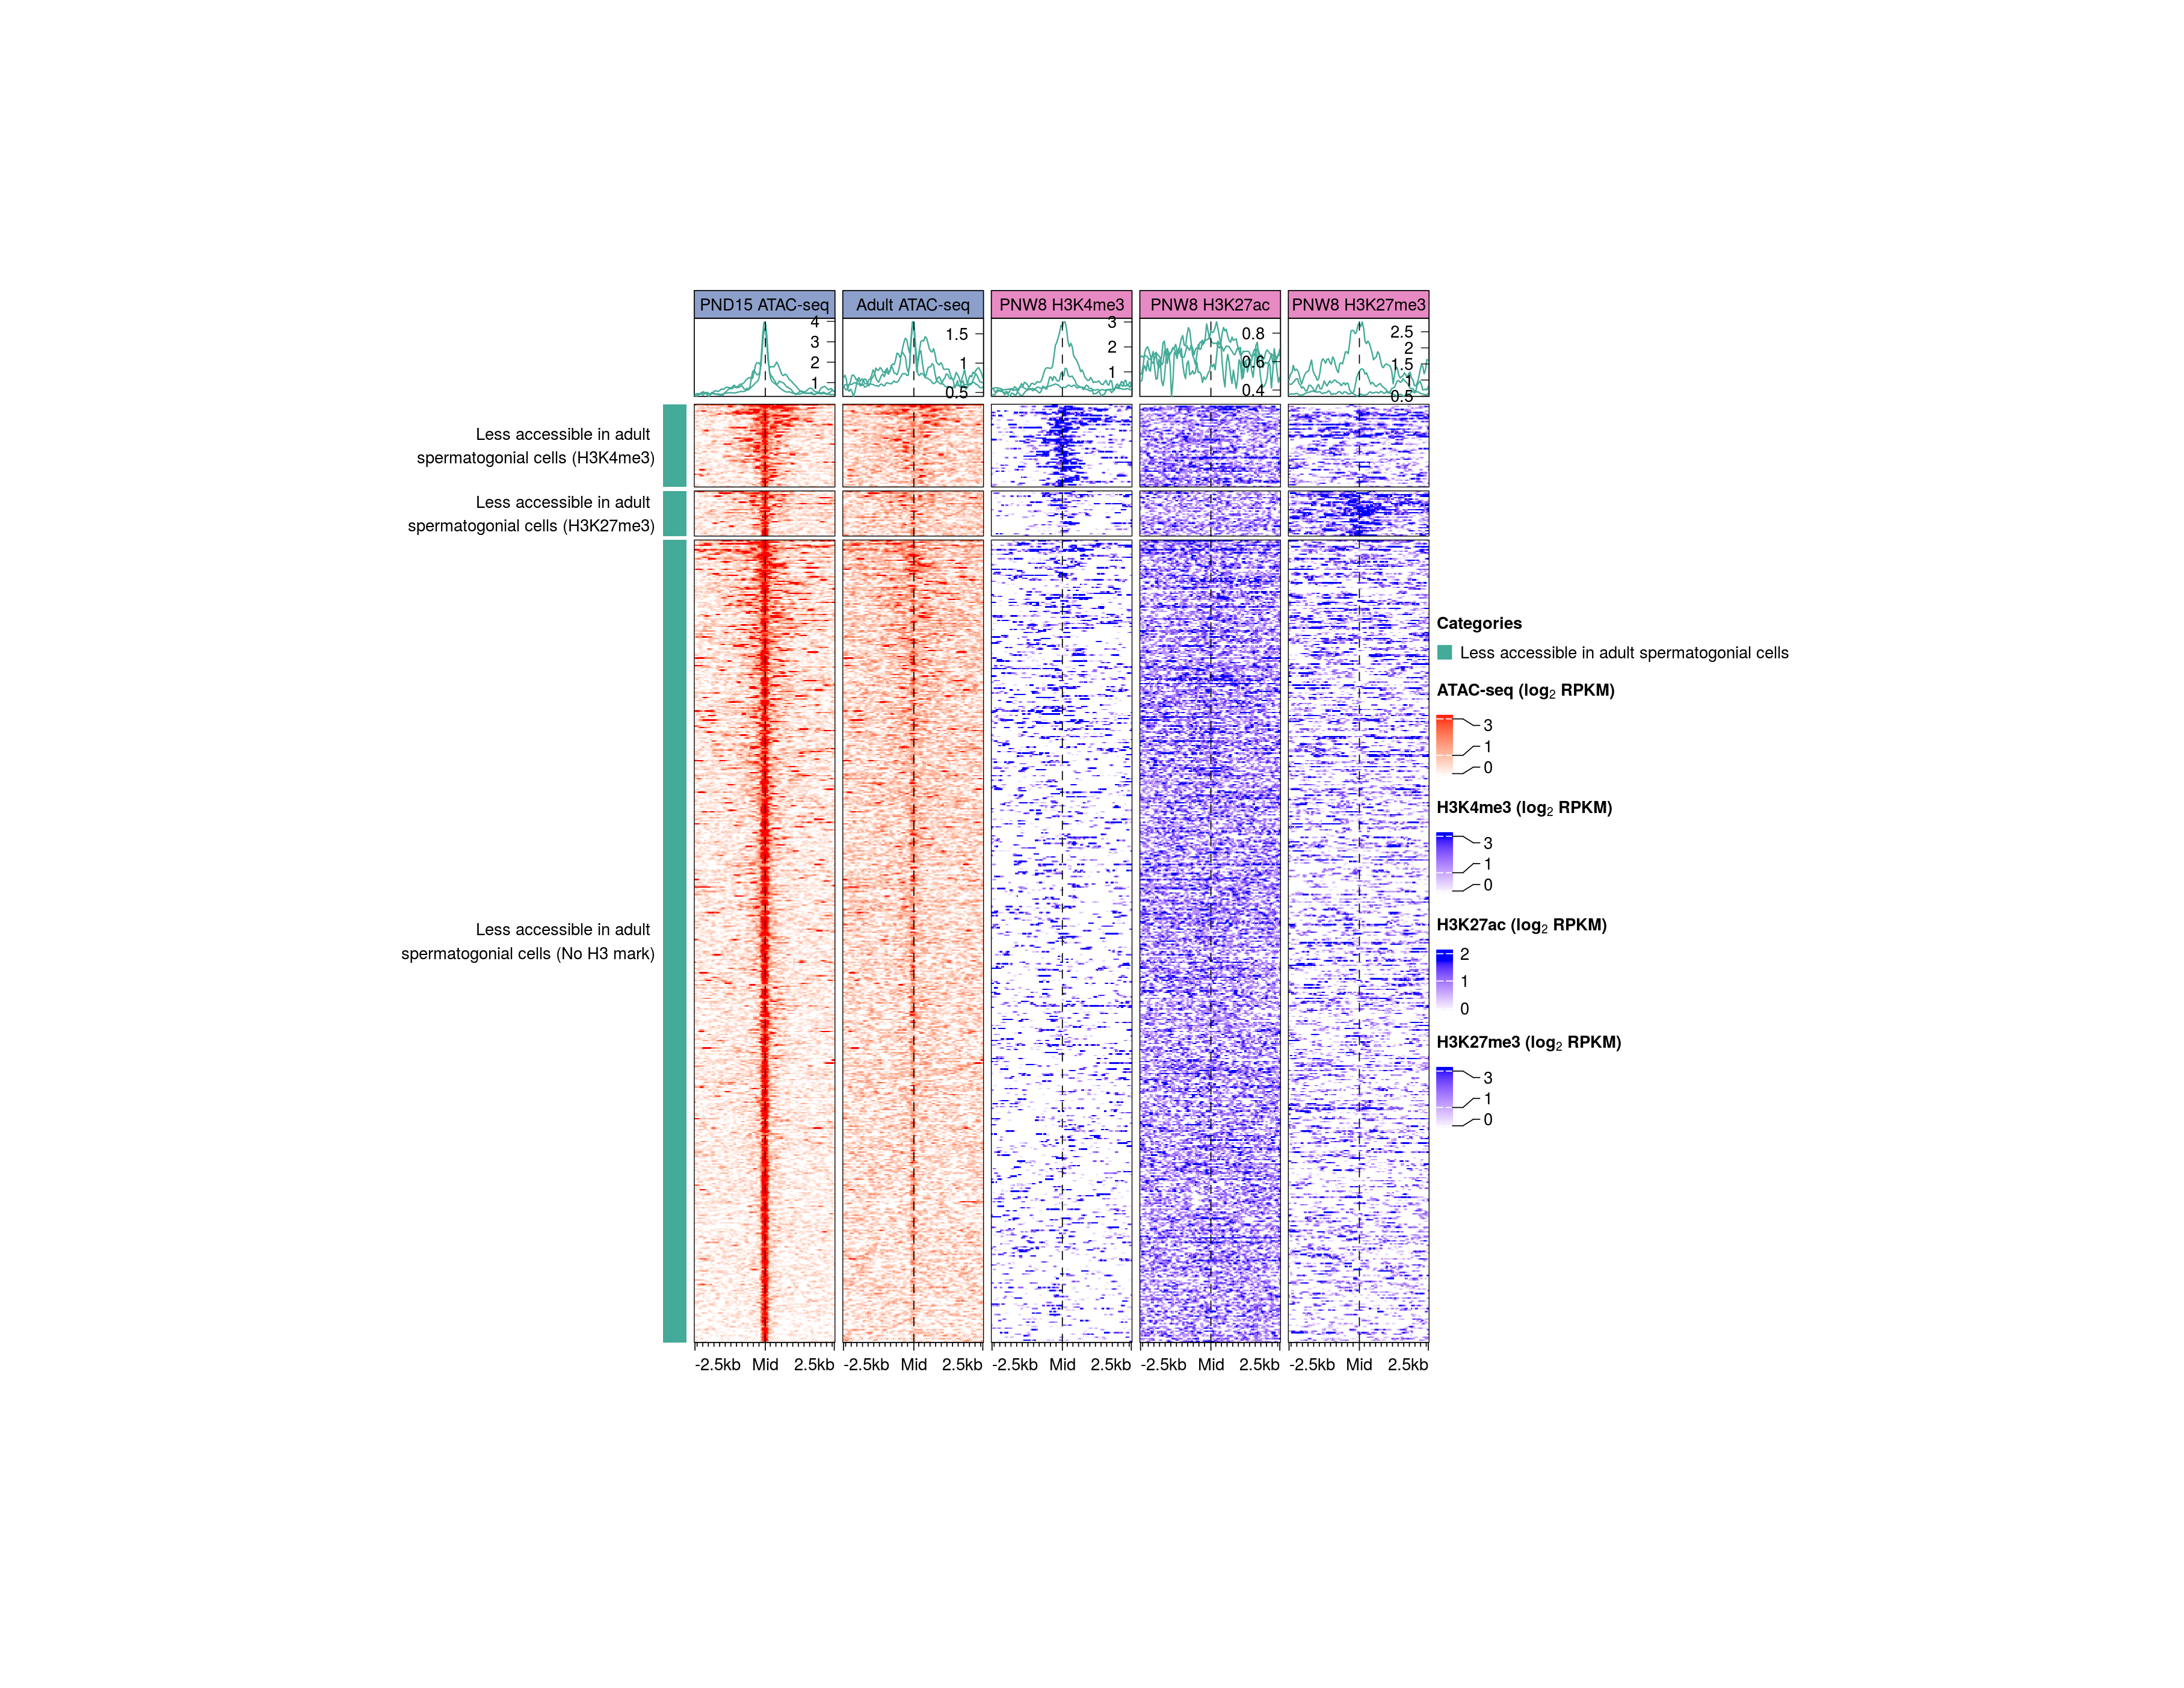 PND15 ATAC-seq
Adult ATAC-seq
PNW8 H3K4me3
PNW8 H3K27ac
PNW8 H3K27me3
4
3
2
1
1.5
1
0.5
3
2
1
0.8
0.6
0.4
2.5
2
1.5
1
0.5
Less accessible in adult
spermatogonial cells (H3K4me3)
Less accessible in adult
spermatogonial cells (H3K27me3)
Less accessible in adult
spermatogonial cells (No H3 mark)
-2.5kb Mid 2.5kb
-2.5kb Mid 2.5kb
-2.5kb Mid 2.5kb
-2.5kb Mid 2.5kb
-2.5kb Mid 2.5kb
Categories
Less accessible in adult spermatogonial cells
ATAC-seq (log₂ RPKM)
3
1
0
H3K4me3 (log₂ RPKM)
3
1
0
H3K27ac (log₂ RPKM)
2
1
0
H3K27me3 (log₂ RPKM)
3
1
0